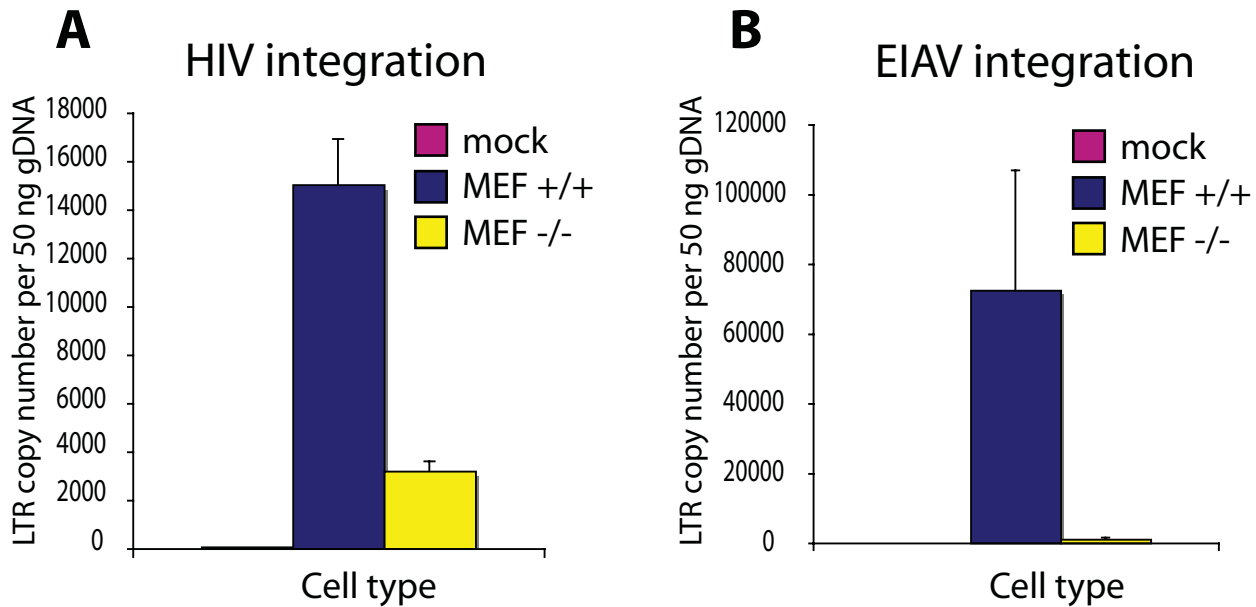 A
HIV integration
LTR copy number per 50 ng gDNA
18000
16000
14000
12000
10000
8000
6000
4000
2000
0
mock
MEF +/+
MEF -/-
Cell type
B
EIAV integration
LTR copy number per 50 ng gDNA
120000
100000
80000
60000
40000
20000
0
mock
MEF +/+
MEF -/-
Cell type